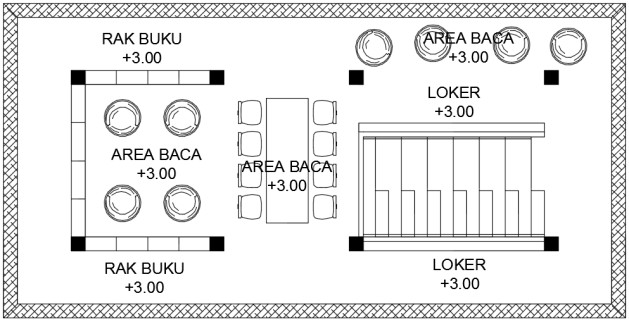 RAK BUKU
+3.00
AREA BACA
+3.00
LOKER
+3.00
AREA BACA
+3.00
AREA BACA
+3.00
RAK BUKU
+3.00
LOKER
+3.00